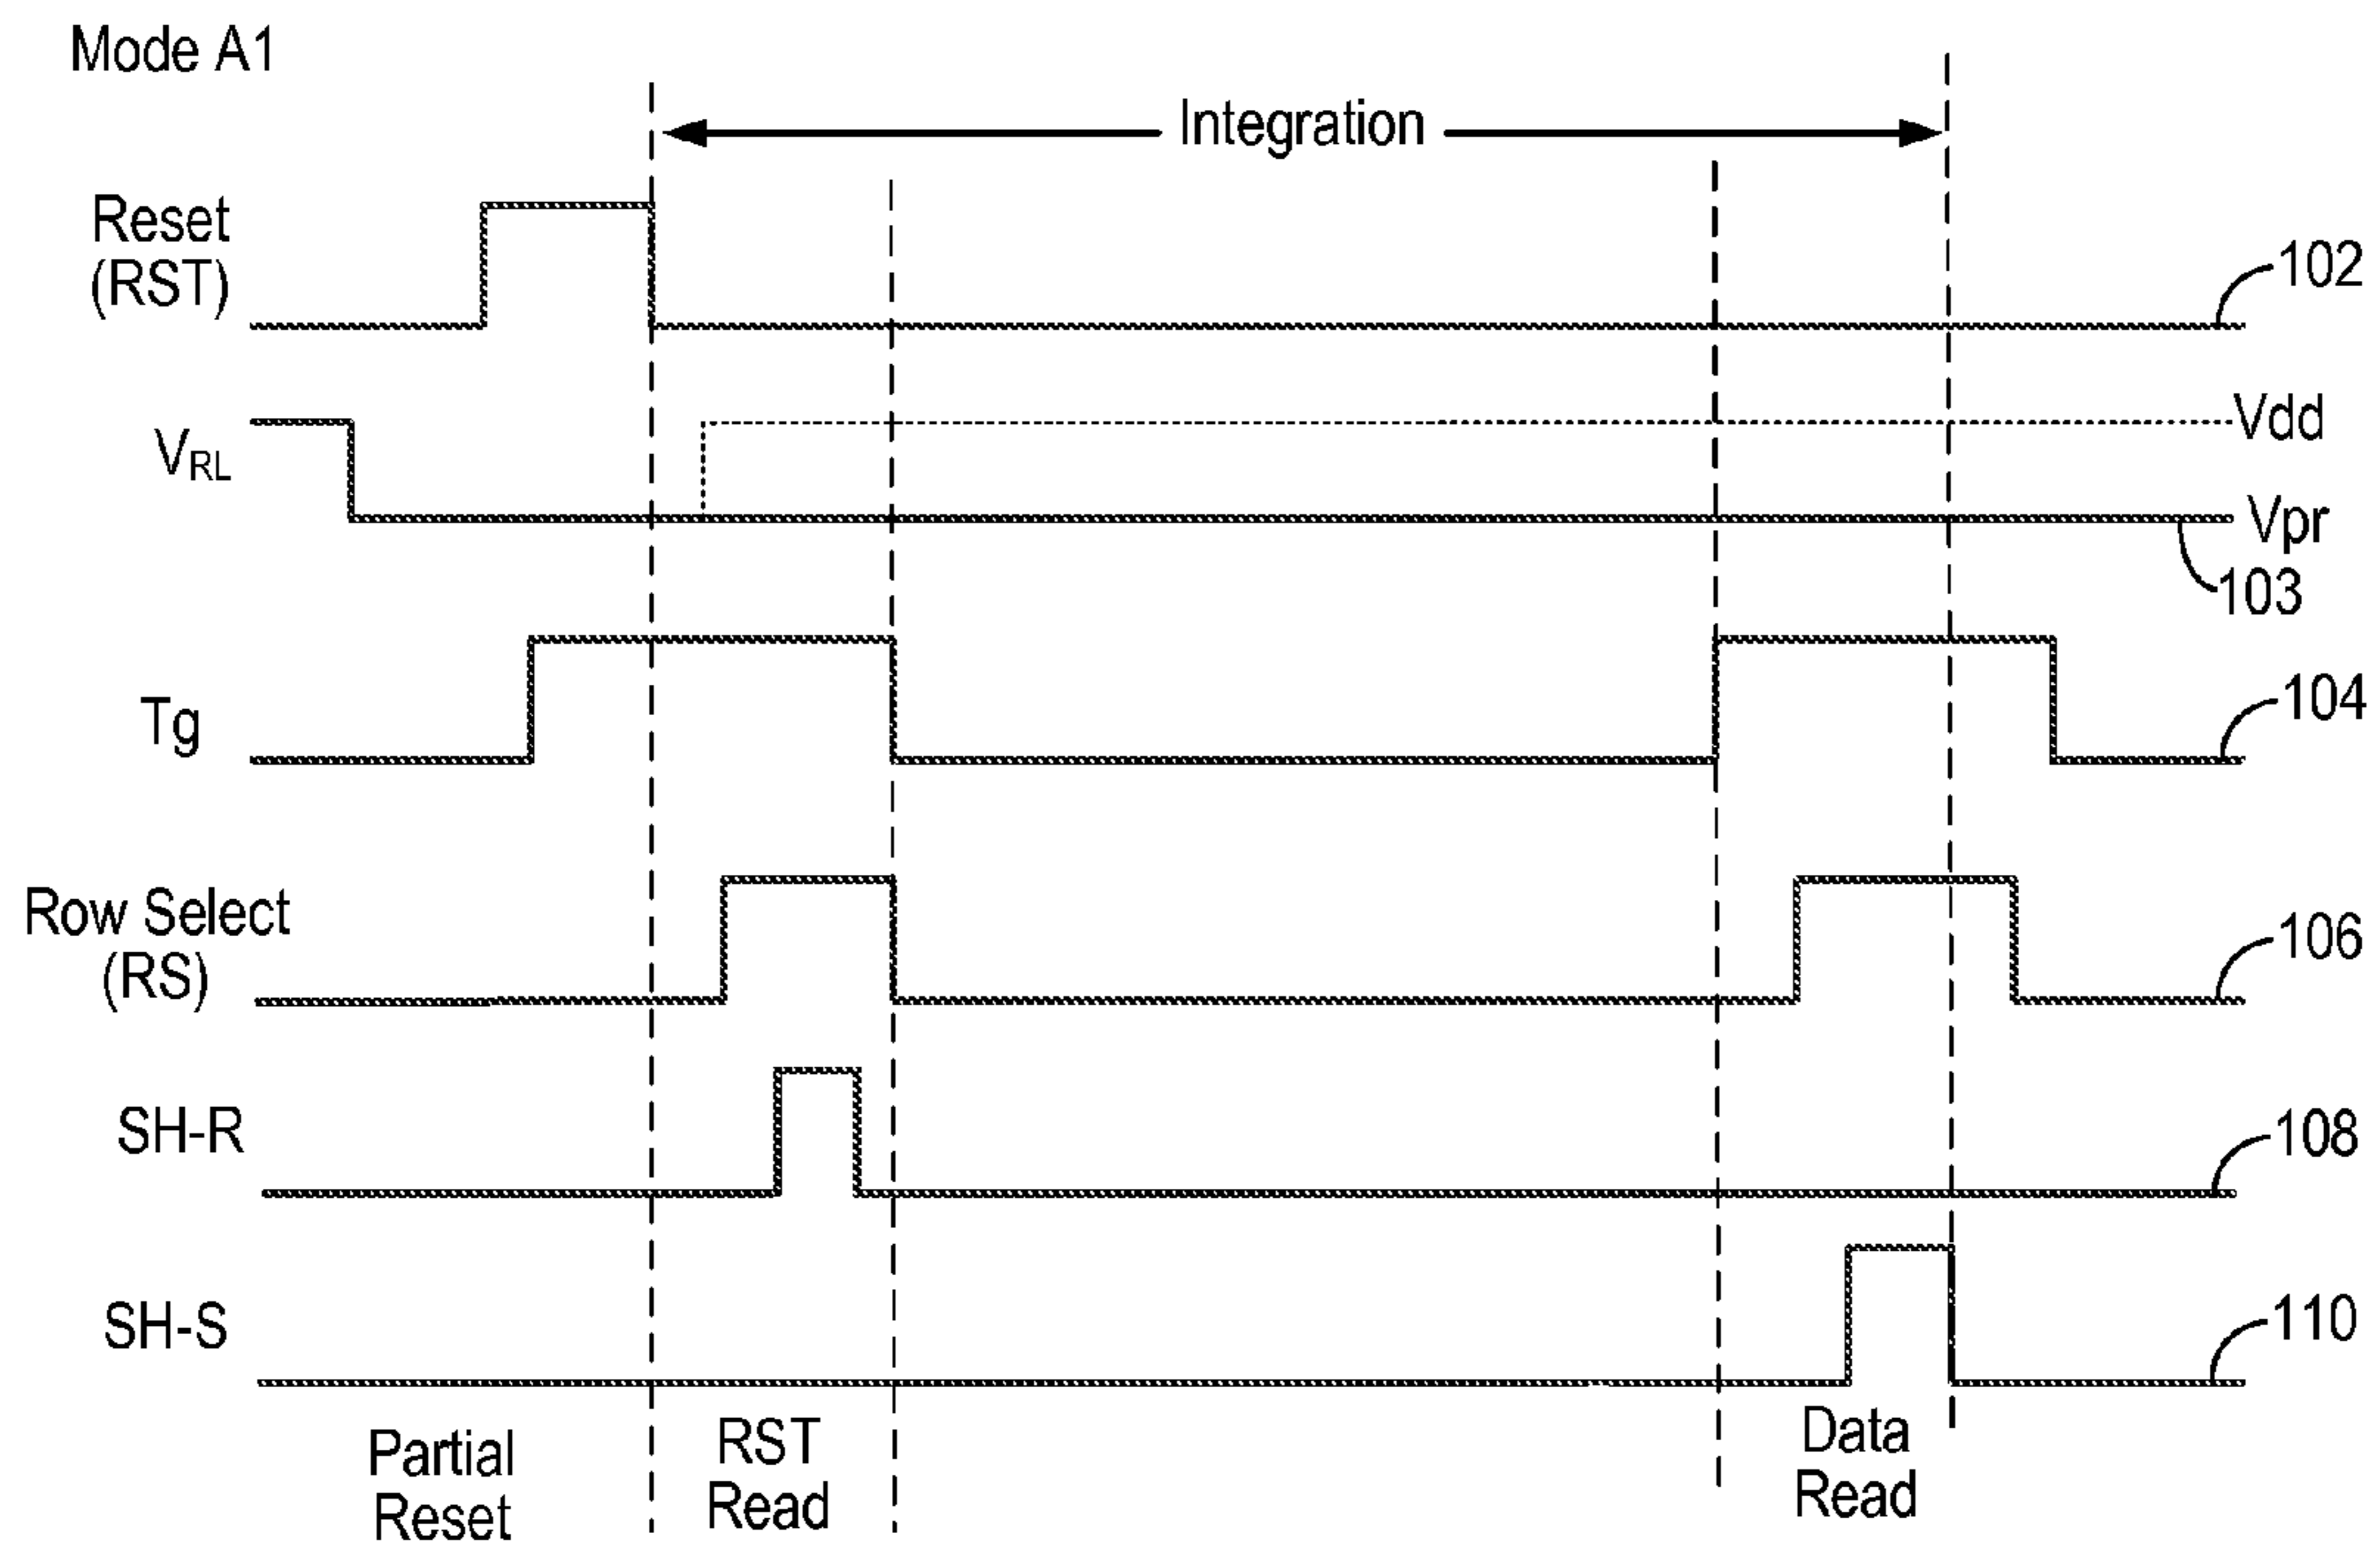 Mode A1
Integration
Reset
(RST)
102
VRL
Vdd
Vpr
103
Tg
104
Row Select
(RS)
106
SH-R
108
SH-S
110
Partial
Reset
RST
Read
Data
Read